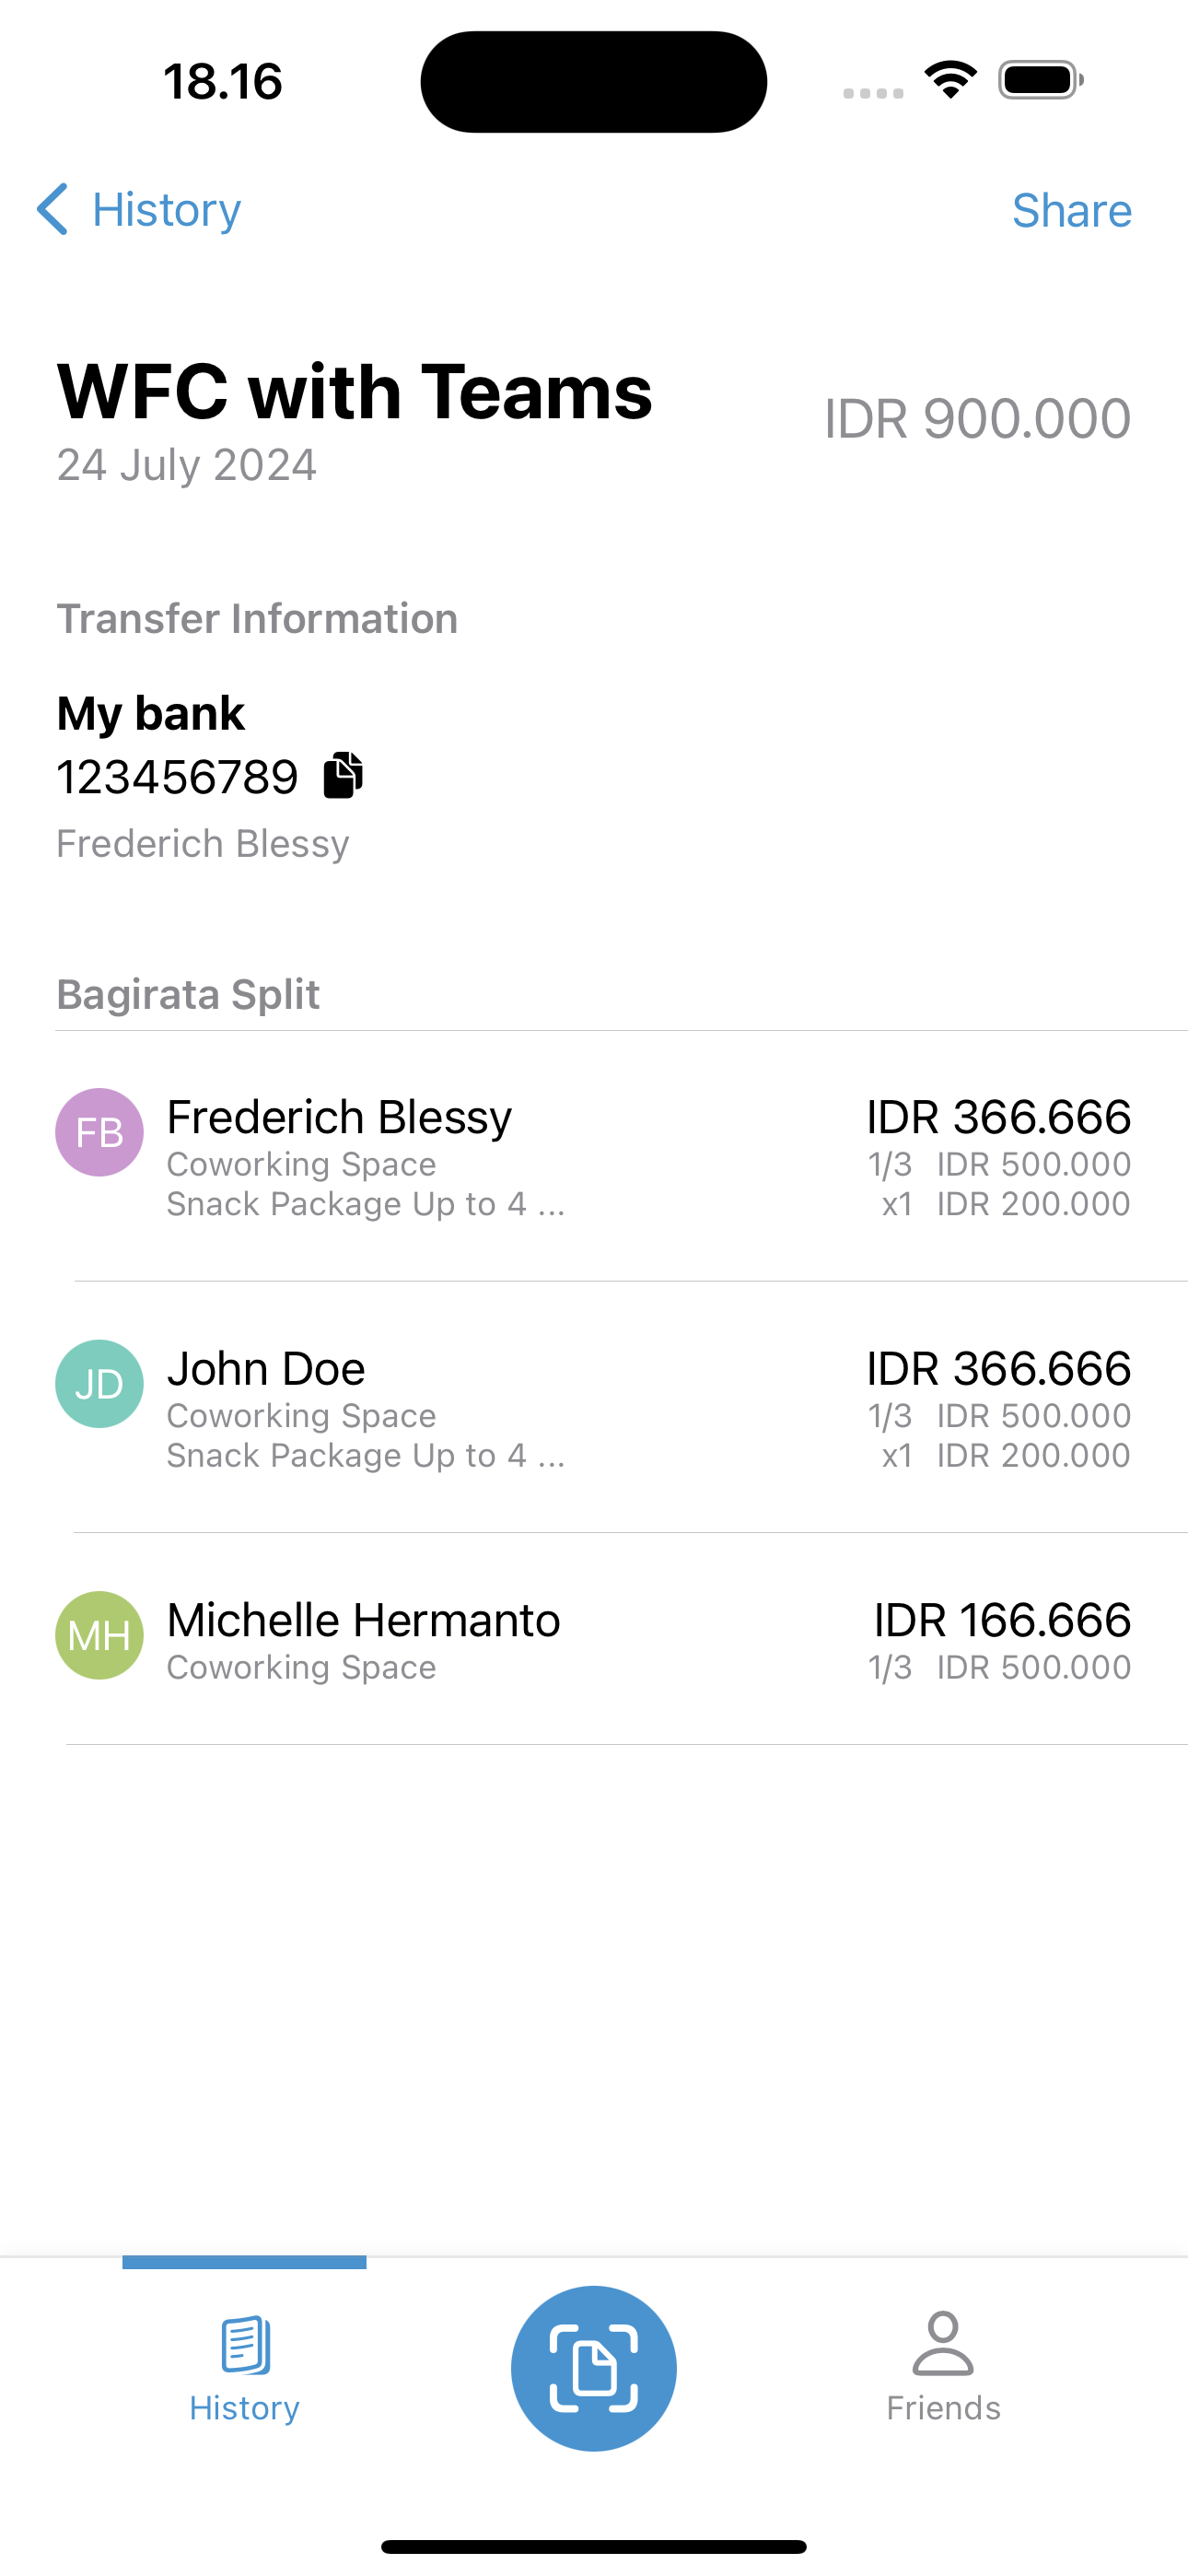 18.16
History
Share
WFC with Teams
IDR 900.000
24 July 2024
Transfer Information
My bank
123456789
Frederich Blessy
Bagirata Split
FB
Frederich Blessy
IDR 366.666
Coworking Space
1/3 IDR 500.000
Snack Package Up to 4 ...
x1 IDR 200.000
JD
John Doe
IDR 366.666
Coworking Space
1/3 IDR 500.000
Snack Package Up to 4 ...
x1 IDR 200.000
MH
Michelle Hermanto
IDR 166.666
Coworking Space
1/3 IDR 500.000
History
Friends